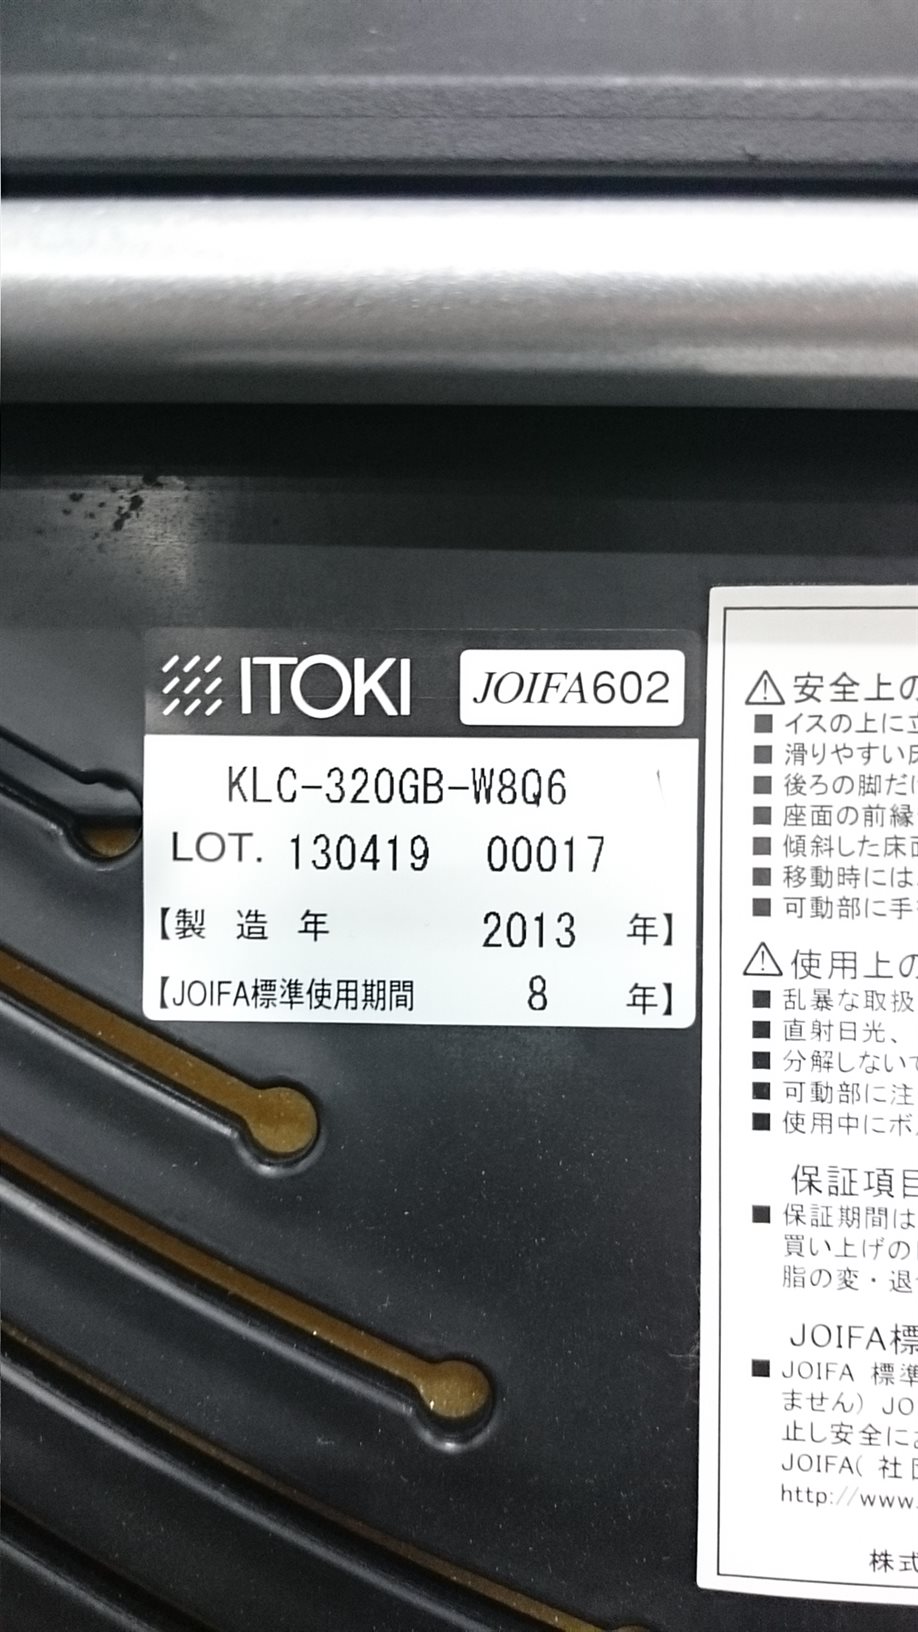 ITOKI JOIFA602
KLC-320GB-W8Q6
LOT. 130419 00017
【製 造 年 2013 年】
【JOIFA標準使用期間 8 年】
⚠安全上の
■イスの上に立
■滑りやすい床
■後ろの脚だけ
■座面の前縁
■傾斜した床面
■移動時には
■可動部に手
⚠使用上の
■乱暴な取扱
■直射日光、
■分解しないで
■可動部に注
■使用中にボ
保証項目
■保証期間は
買い上げの
脂の変・退
JOIFA標
■JOIFA 標準
ません）JO
止し安全に
JOIFA( 社団
http://www.
株式